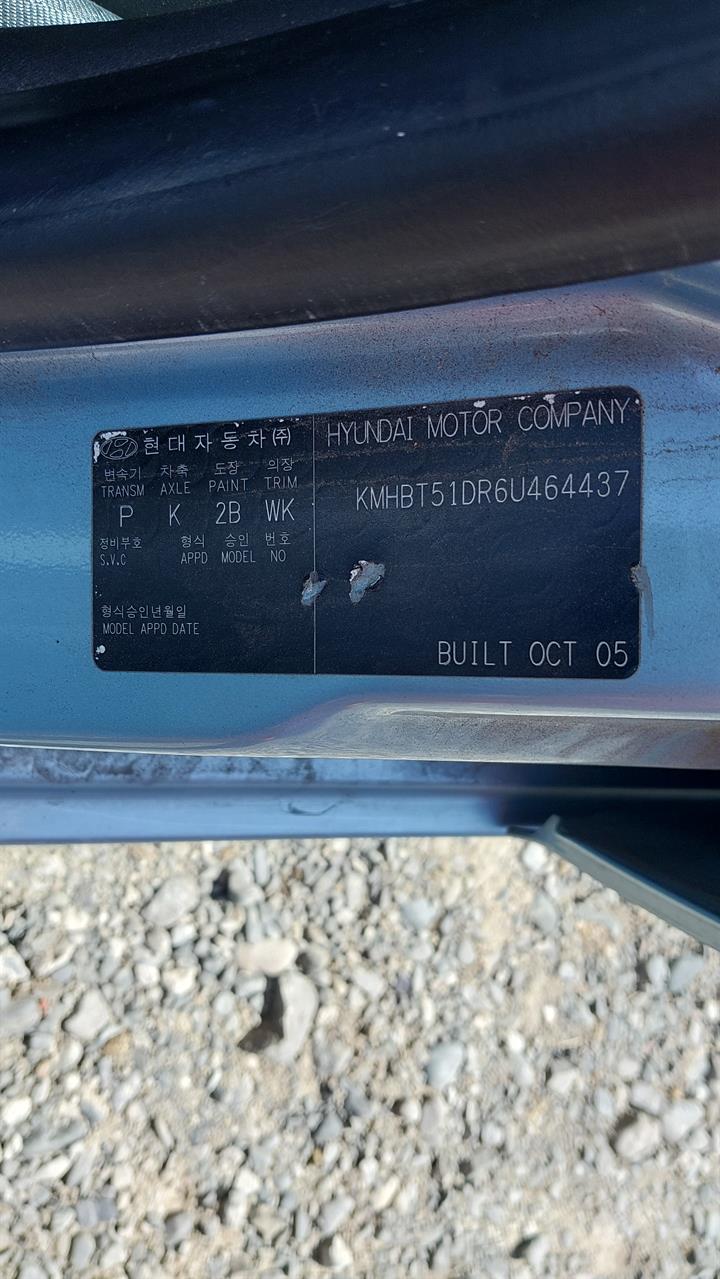 현대자동차㈜
변속기 차축 도장 의장
TRANSM AXLE PAINT TRIM
P K 2B WK
정비부호 형식 승인 번호
S.V.C APPD MODEL NO
형식승인년월일
MODEL APPD DATE
HYUNDAI MOTOR COMPANY
KMHBT51DR6U464437
BUILT OCT 05